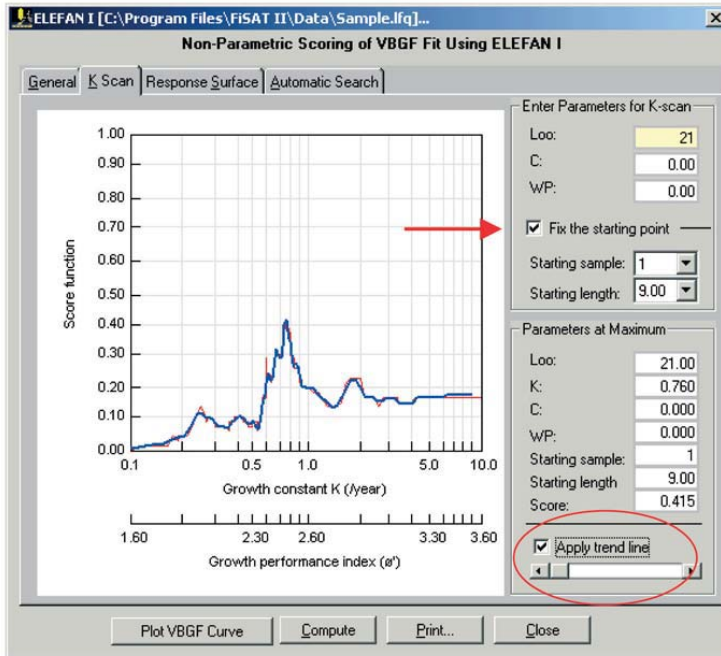 ELEFAN I [C:\Program Files\FiSAT II\Data\Sample.lfq]...
Non-Parametric Scoring of VBGF Fit Using ELEFAN I
General K Scan Response Surface Automatic Search
Score function
1.00
0.90
0.80
0.70
0.60
0.50
0.40
0.30
0.20
0.10
0.00
0.1 0.5 1.0 5.0 10.0
Growth constant K (/year)
1.60 2.30 2.60 3.30 3.60
Growth performance index (ø')
Enter Parameters for K-scan
Loo: 21
C: 0.00
WP: 0.00
Fix the starting point
Starting sample: 1
Starting length: 9.00
Parameters at Maximum
Loo: 21.00
K: 0.760
C: 0.000
WP: 0.000
Starting sample: 1
Starting length 9.00
Score: 0.415
Apply trend line
Plot VBGF Curve Compute Print... Close